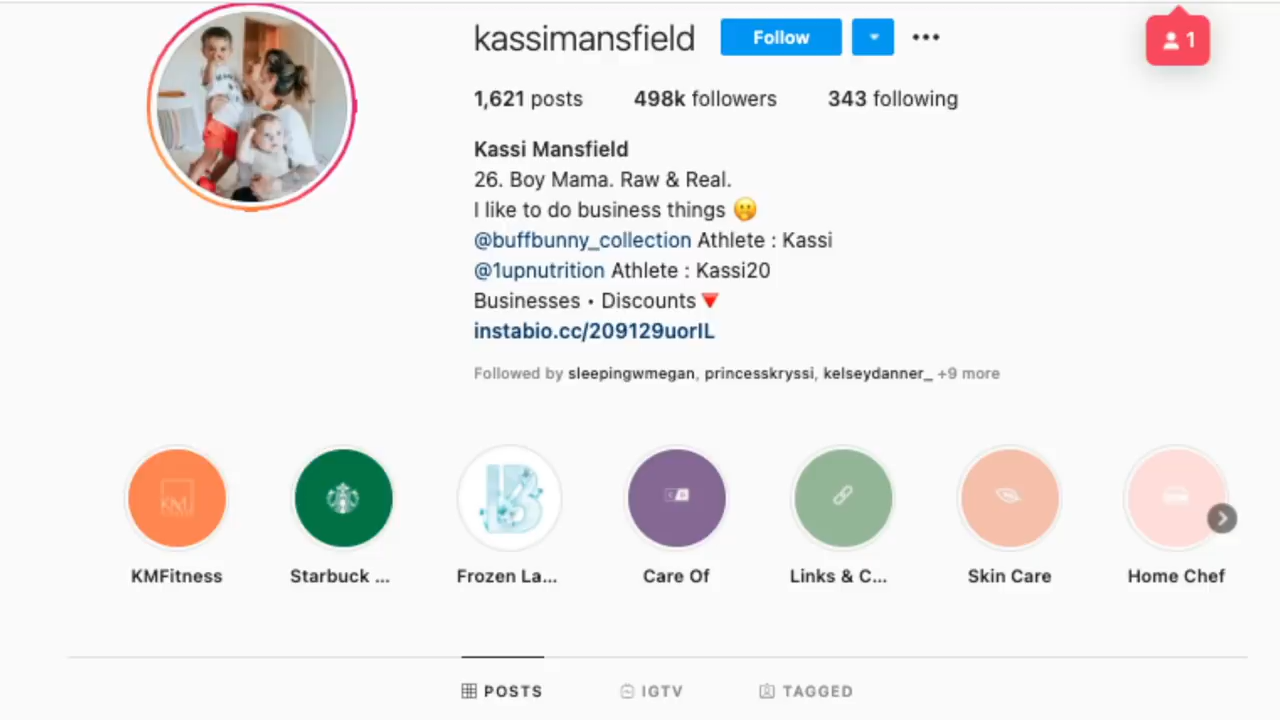 kassimansfield Follow
1
1,621 posts 498k followers 343 following
Kassi Mansfield
26. Boy Mama. Raw & Real.
I like to do business things 🤭
@buffbunny_collection Athlete : Kassi
@1upnutrition Athlete : Kassi20
Businesses • Discounts🔻
instabio.cc/209129uorIL
Followed by sleepingwmegan, princesskryssi, kelseydanner_ +9 more
KM
KMFitness Starbuck ... Frozen La... Care Of Links & C... Skin Care Home Chef
POSTS IGTV TAGGED